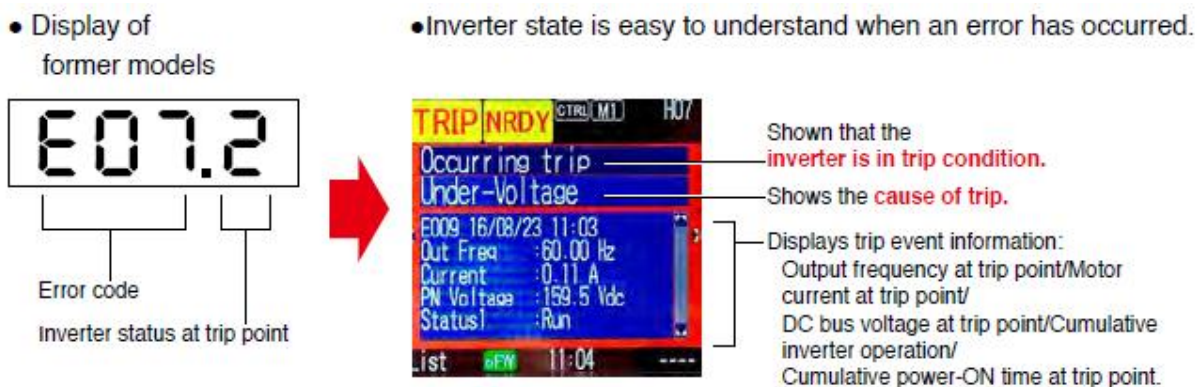 • Display of
former models
E07.2
Error code
Inverter status at trip point
•Inverter state is easy to understand when an error has occurred.
TRIP NRDY CTRL M1 H07
Occurring trip
Under-Voltage
E009 16/08/23 11:03
Out Freq :60.00 Hz
Current :0.11 A
PN Voltage :159.5 Vdc
Status1 :Run
List oFW 11:04 ----
Shown that the
inverter is in trip condition.
Shows the cause of trip.
Displays trip event information:
Output frequency at trip point/Motor
current at trip point/
DC bus voltage at trip point/Cumulative
inverter operation/
Cumulative power-ON time at trip point.